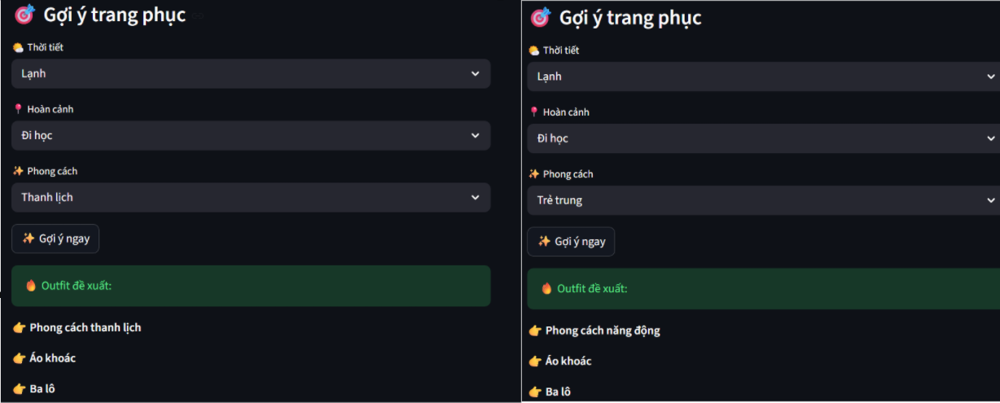 🎯 Gợi ý trang phục
🌤️ Thời tiết
Lạnh
📍 Hoàn cảnh
Đi học
✨ Phong cách
Thanh lịch
✨ Gợi ý ngay
🔥 Outfit đề xuất:
👉 Phong cách thanh lịch
👉 Áo khoác
👉 Ba lô
🎯 Gợi ý trang phục
🌤️ Thời tiết
Lạnh
📍 Hoàn cảnh
Đi học
✨ Phong cách
Trẻ trung
✨ Gợi ý ngay
🔥 Outfit đề xuất:
👉 Phong cách năng động
👉 Áo khoác
👉 Ba lô